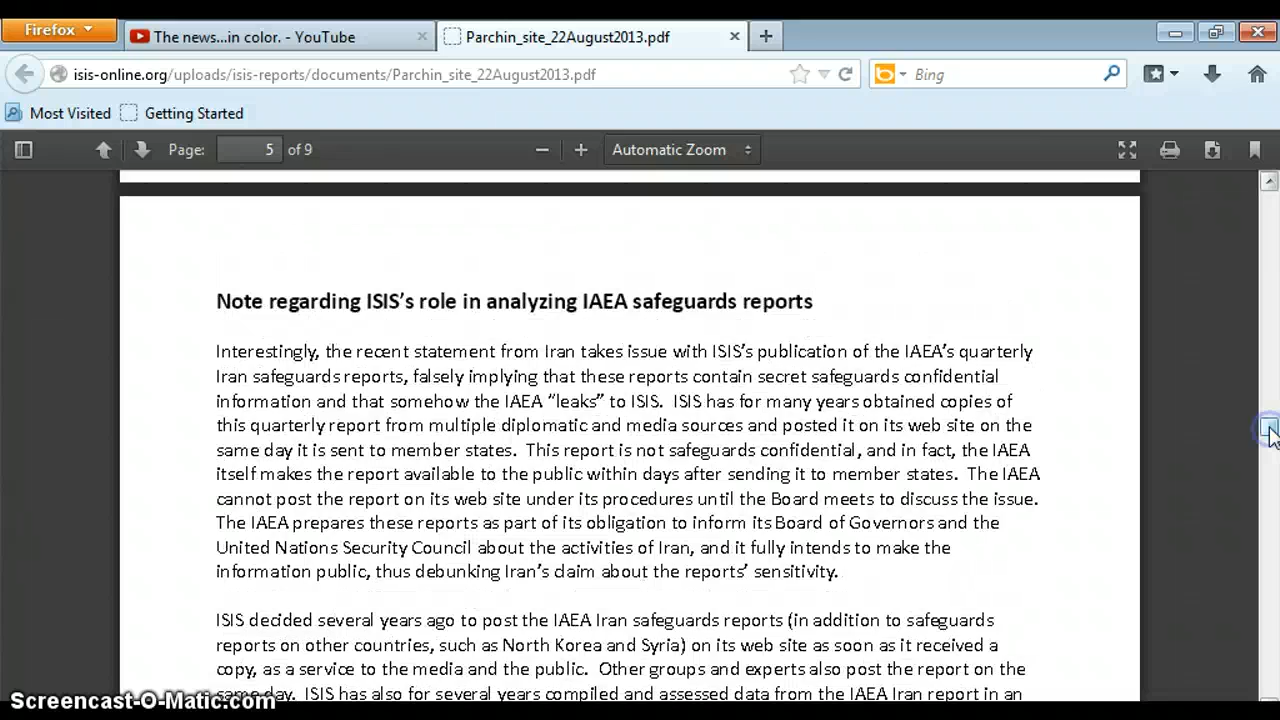 Firefox
The news...in color. - YouTube
Parchin_site_22August2013.pdf
isis-online.org/uploads/isis-reports/documents/Parchin_site_22August2013.pdf
Bing
Most Visited
Getting Started
Page: 5 of 9
Automatic Zoom
Note regarding ISIS's role in analyzing IAEA safeguards reports
Interestingly, the recent statement from Iran takes issue with ISIS's publication of the IAEA's quarterly
Iran safeguards reports, falsely implying that these reports contain secret safeguards confidential
information and that somehow the IAEA “leaks” to ISIS. ISIS has for many years obtained copies of
this quarterly report from multiple diplomatic and media sources and posted it on its web site on the
same day it is sent to member states. This report is not safeguards confidential, and in fact, the IAEA
itself makes the report available to the public within days after sending it to member states. The IAEA
cannot post the report on its web site under its procedures until the Board meets to discuss the issue.
The IAEA prepares these reports as part of its obligation to inform its Board of Governors and the
United Nations Security Council about the activities of Iran, and it fully intends to make the
information public, thus debunking Iran's claim about the reports' sensitivity.
ISIS decided several years ago to post the IAEA Iran safeguards reports (in addition to safeguards
reports on other countries, such as North Korea and Syria) on its web site as soon as it received a
copy, as a service to the media and the public. Other groups and experts also post the report on the
same day. ISIS has also for several years compiled and assessed data from the IAEA Iran report in an
Screencast-O-Matic.com